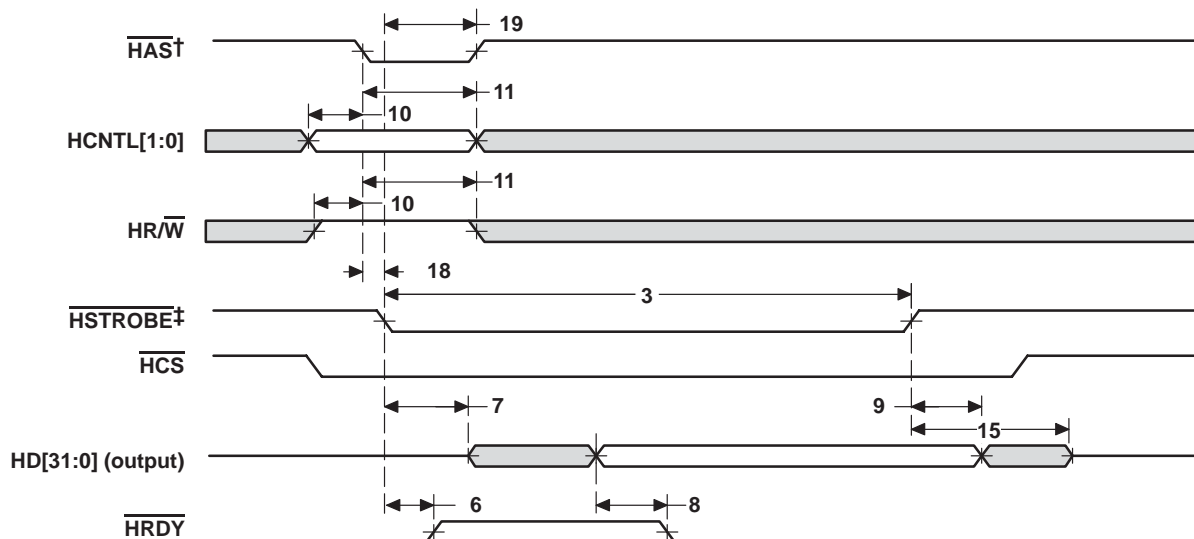 19
HAS†
11
10
HCNTL[1:0]
11
10
HR/W
18
3
HSTROBE‡
HCS
7
9
15
HD[31:0] (output)
6
8
HRDY